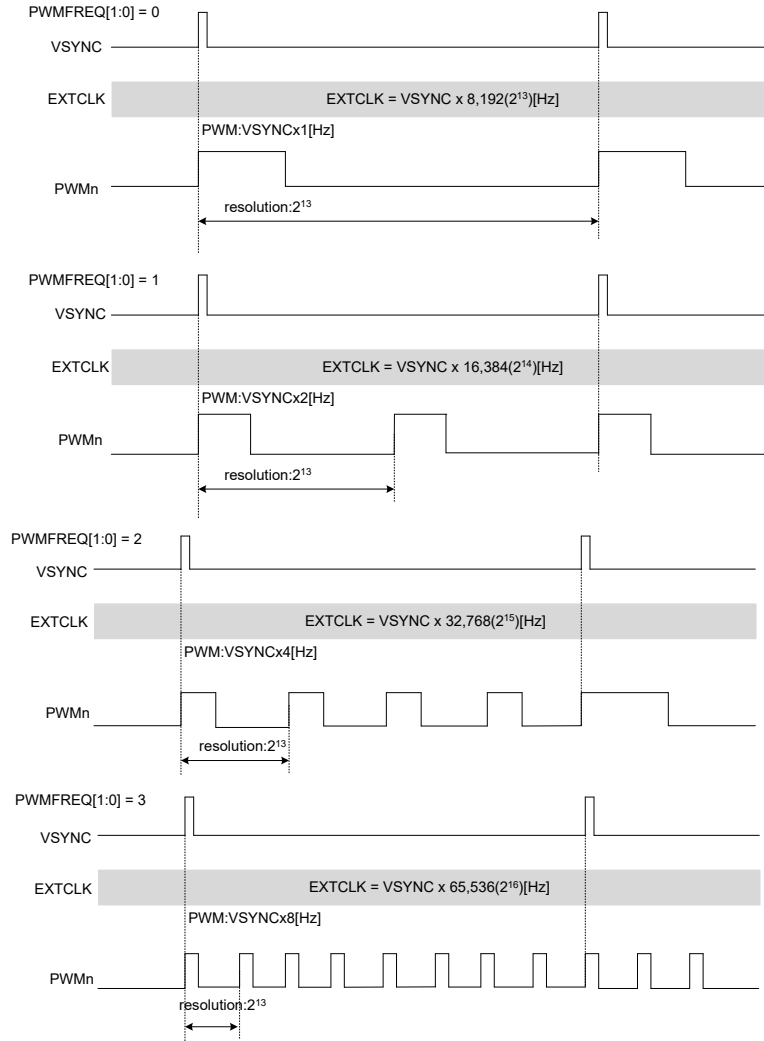 PWMFREQ[1:0] = 0
VSYNC
EXTCLK
EXTCLK = VSYNC x 8,192(2¹³)[Hz]
PWM:VSYNCx1[Hz]
PWMn
resolution:2¹³
PWMFREQ[1:0] = 1
VSYNC
EXTCLK
EXTCLK = VSYNC x 16,384(2¹⁴)[Hz]
PWM:VSYNCx2[Hz]
PWMn
resolution:2¹³
PWMFREQ[1:0] = 2
VSYNC
EXTCLK
EXTCLK = VSYNC x 32,768(2¹⁵)[Hz]
PWM:VSYNCx4[Hz]
PWMn
resolution:2¹³
PWMFREQ[1:0] = 3
VSYNC
EXTCLK
EXTCLK = VSYNC x 65,536(2¹⁶)[Hz]
PWM:VSYNCx8[Hz]
PWMn
resolution:2¹³